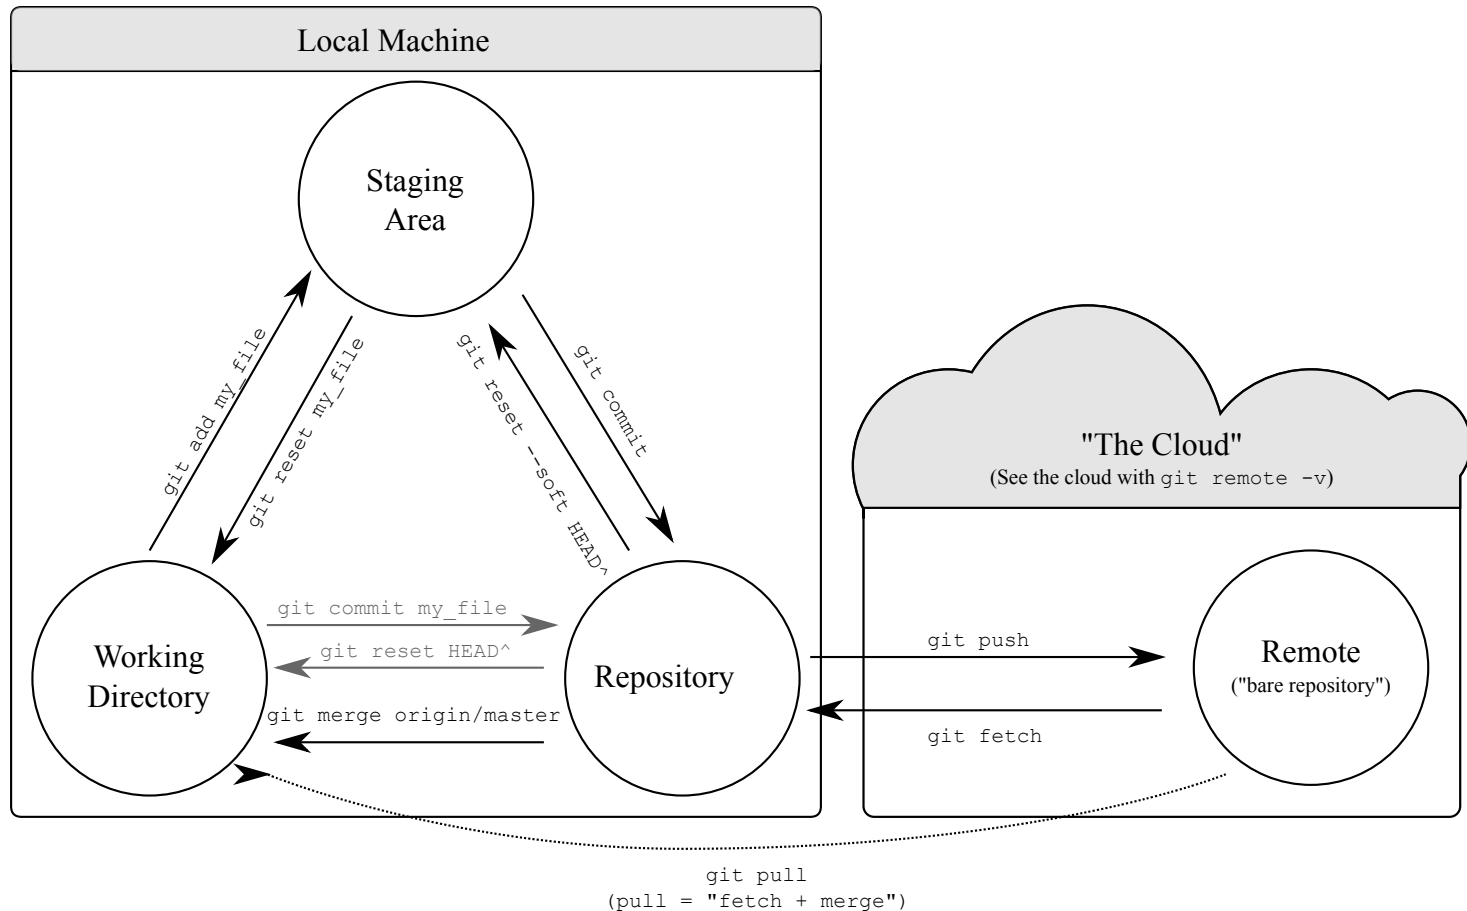 Local Machine
Staging
Area
git add my_file
git reset my_file
git reset --soft HEAD^
git commit
"The Cloud"
(See the cloud with git remote -v)
git commit my_file
git reset HEAD^
git merge origin/master
Working
Directory
Repository
git push
git fetch
Remote
("bare repository")
git pull
(pull = "fetch + merge")